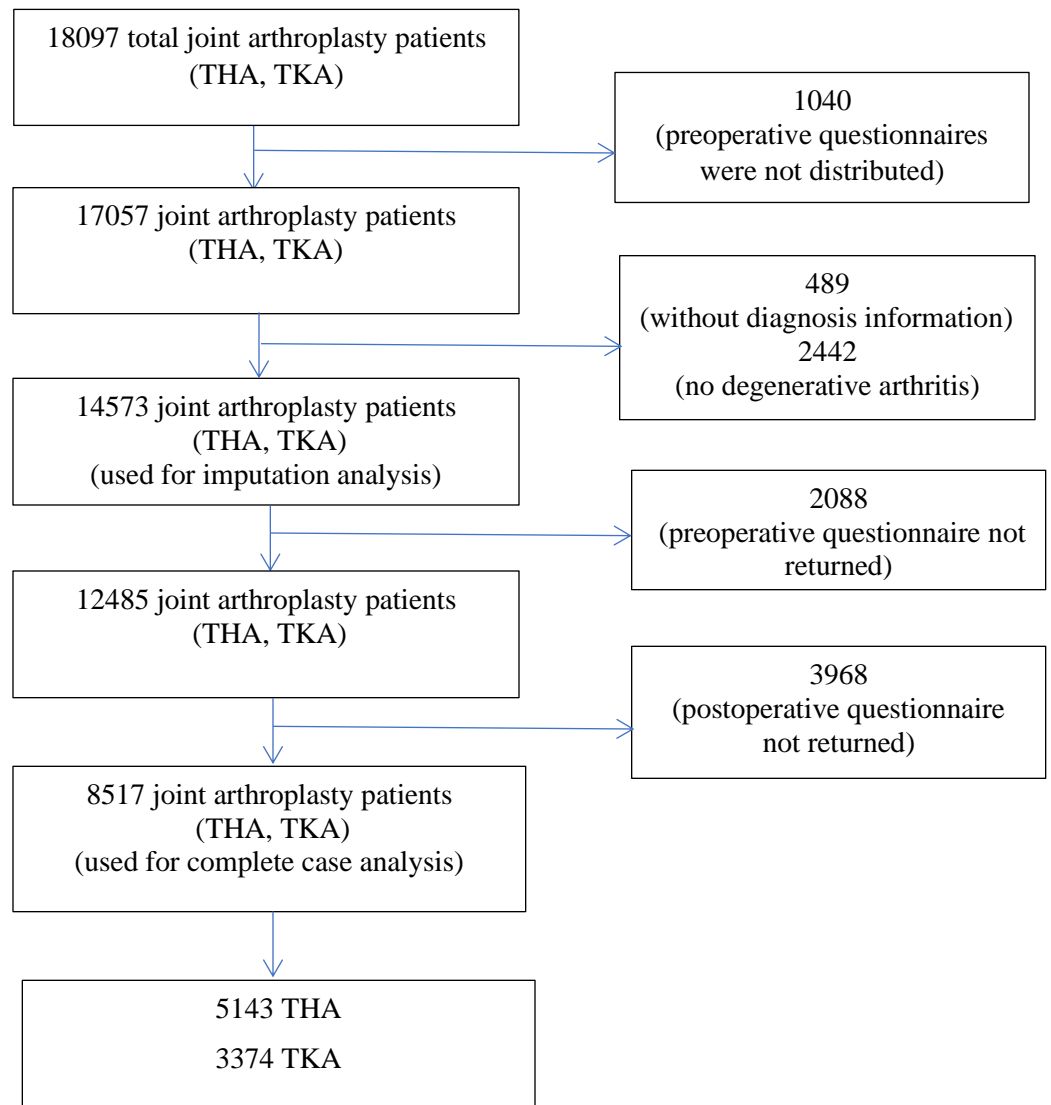 18097 total joint arthroplasty patients
(THA, TKA)
1040
(preoperative questionnaires
were not distributed)
17057 joint arthroplasty patients
(THA, TKA)
489
(without diagnosis information)
2442
(no degenerative arthritis)
14573 joint arthroplasty patients
(THA, TKA)
(used for imputation analysis)
2088
(preoperative questionnaire not
returned)
12485 joint arthroplasty patients
(THA, TKA)
3968
(postoperative questionnaire
not returned)
8517 joint arthroplasty patients
(THA, TKA)
(used for complete case analysis)
5143 THA
3374 TKA